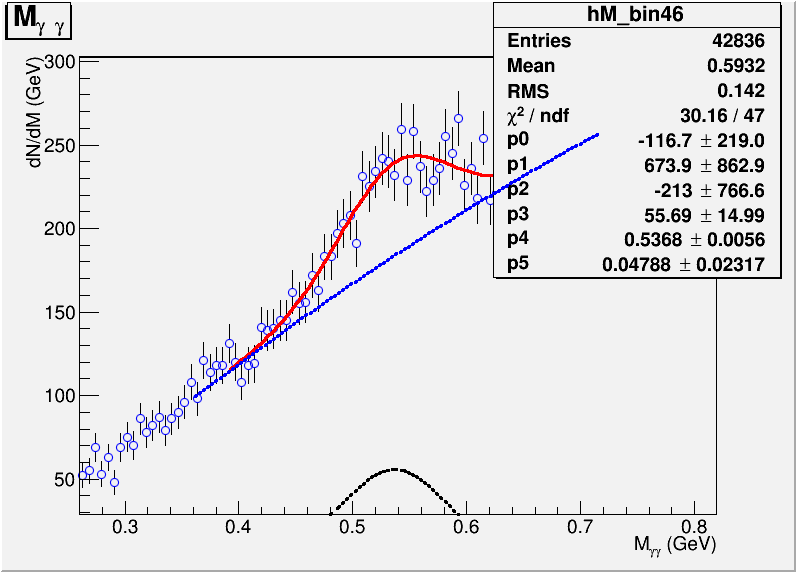 M γ γ
hM_bin46
Entries 42836
Mean 0.5932
RMS 0.142
χ² / ndf 30.16 / 47
p0 -116.7 ± 219.0
p1 673.9 ± 862.9
p2 -213 ± 766.6
p3 55.69 ± 14.99
p4 0.5368 ± 0.0056
p5 0.04788 ± 0.02317
dN/dM (GeV)
300
250
200
150
100
50
0.3 0.4 0.5 0.6 0.7 0.8
Mγγ (GeV)